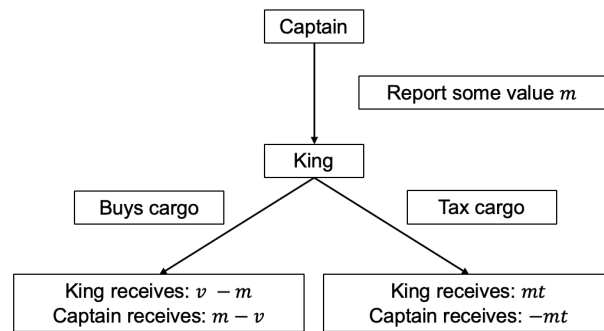 Captain
Report some value m
King
Buys cargo
Tax cargo
King receives: v − m
Captain receives: m − v
King receives: mt
Captain receives: −mt